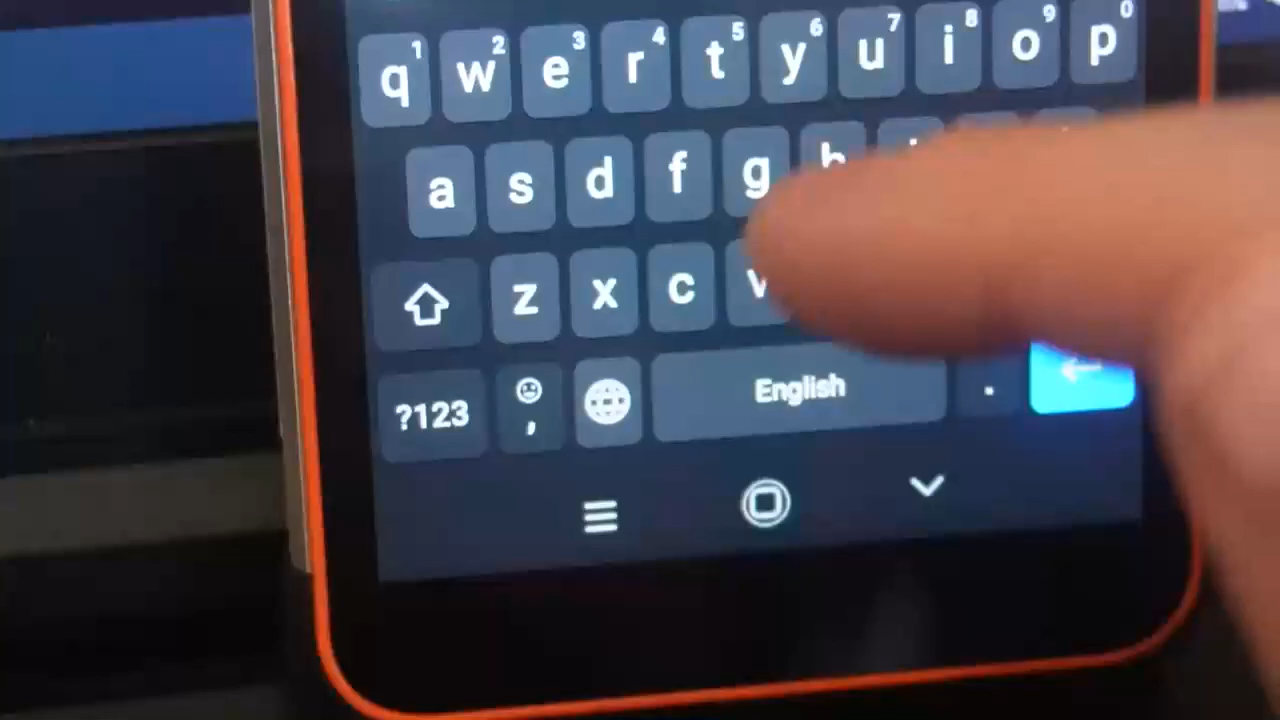 q1 w2 e3 r4 t5 y6 u7 i8 o9 p0
a s d f g h
z x c v
?123 , English .